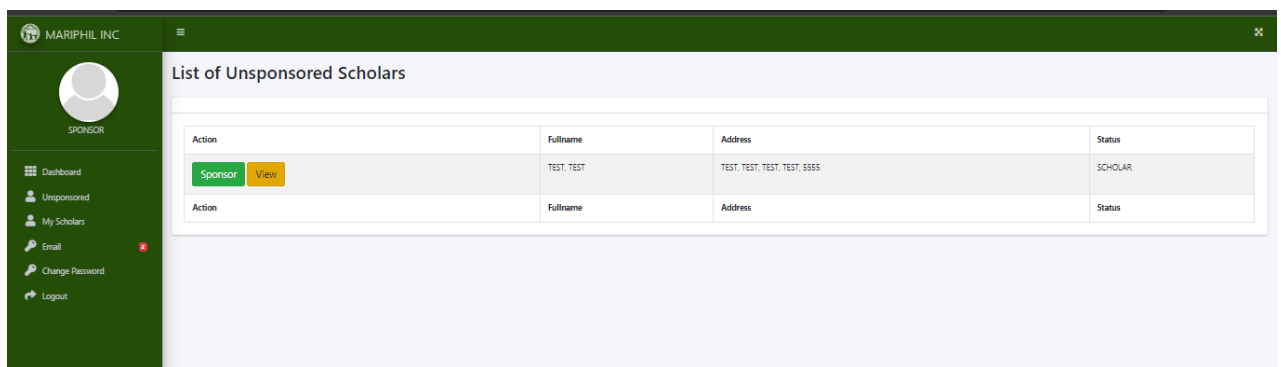 MARIPHIL INC
SPONSOR
Dashboard
Unsponsored
My Scholars
Email 2
Change Password
Logout
List of Unsponsored Scholars
Action Fullname Address Status
Sponsor View TEST, TEST TEST, TEST, TEST, TEST, 5555 SCHOLAR
Action Fullname Address Status